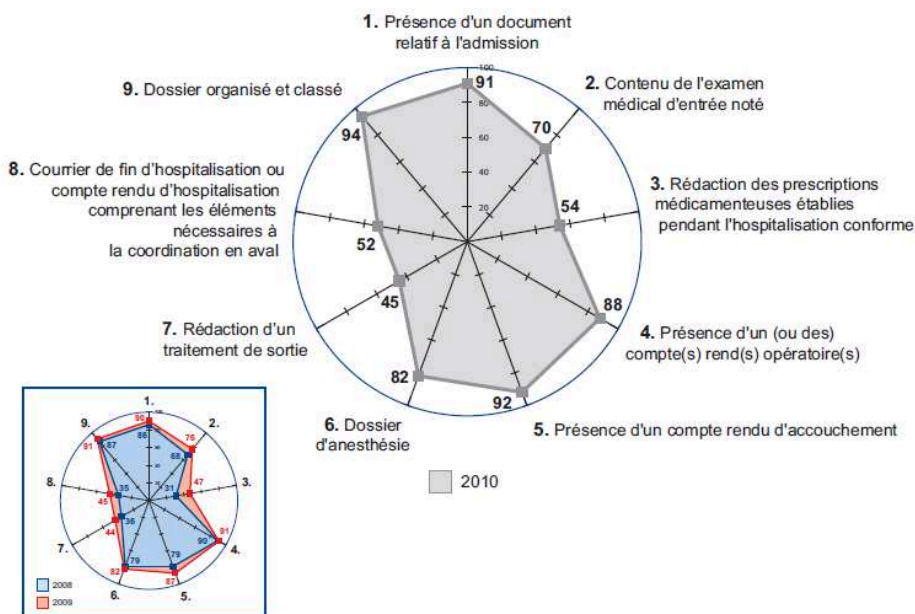 1. Présence d'un document
relatif à l'admission
100
91
80
60
40
20
2. Contenu de l'examen
médical d'entrée noté
70
3. Rédaction des prescriptions
médicamenteuses établies
pendant l'hospitalisation conforme
54
88
4. Présence d'un (ou des)
compte(s) rend(s) opératoire(s)
92
5. Présence d'un compte rendu d'accouchement
82
6. Dossier
d'anesthésie
45
7. Rédaction d'un
traitement de sortie
8. Courrier de fin d'hospitalisation ou
compte rendu d'hospitalisation
comprenant les éléments
nécessaires à
la coordination en aval
52
9. Dossier organisé et classé
94
2010
1.
90
86
2.
76
68
3.
47
31
4.
91
90
5.
79
87
6.
79
82
7.
36
44
8.
35
45
9.
91
87
2008
2009